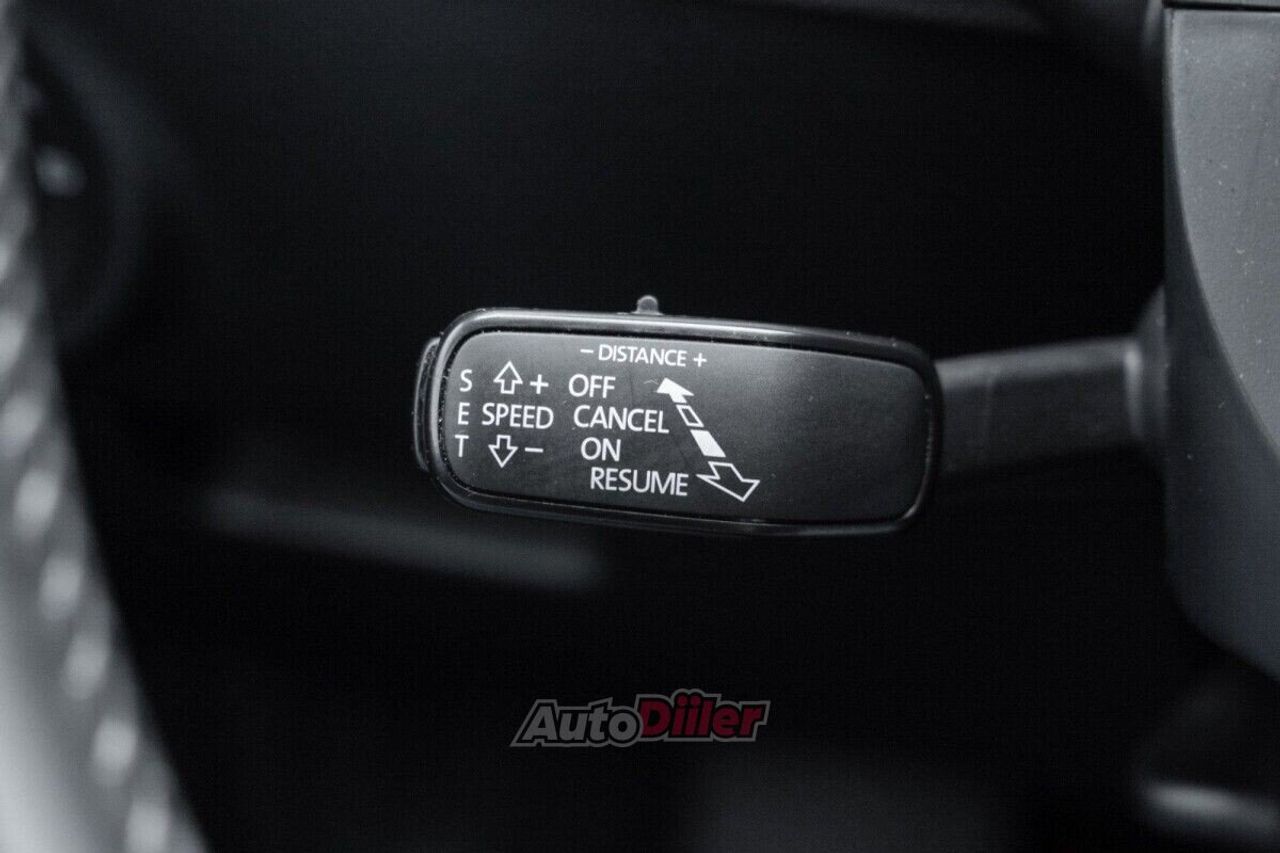 - DISTANCE +
S + OFF
E SPEED CANCEL
T - ON
RESUME
AutoDiiler